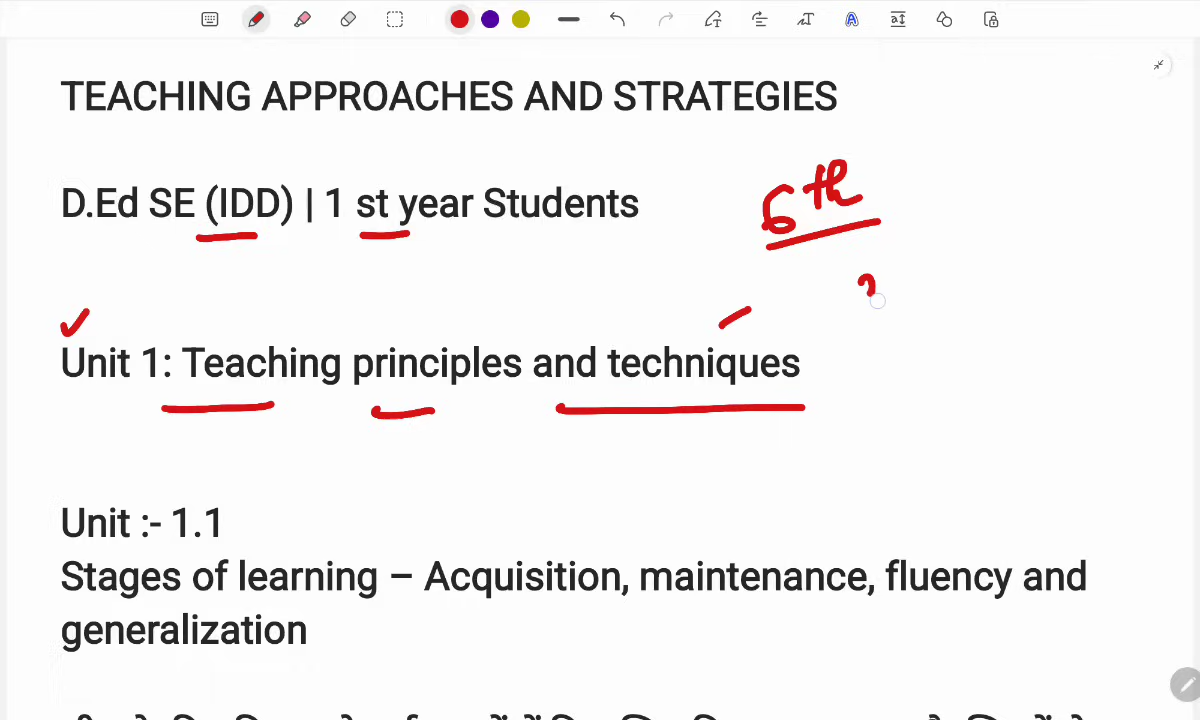 TEACHING APPROACHES AND STRATEGIES
D.Ed SE (IDD) | 1 st year Students
6th
Unit 1: Teaching principles and techniques
Unit :- 1.1
Stages of learning – Acquisition, maintenance, fluency and
generalization